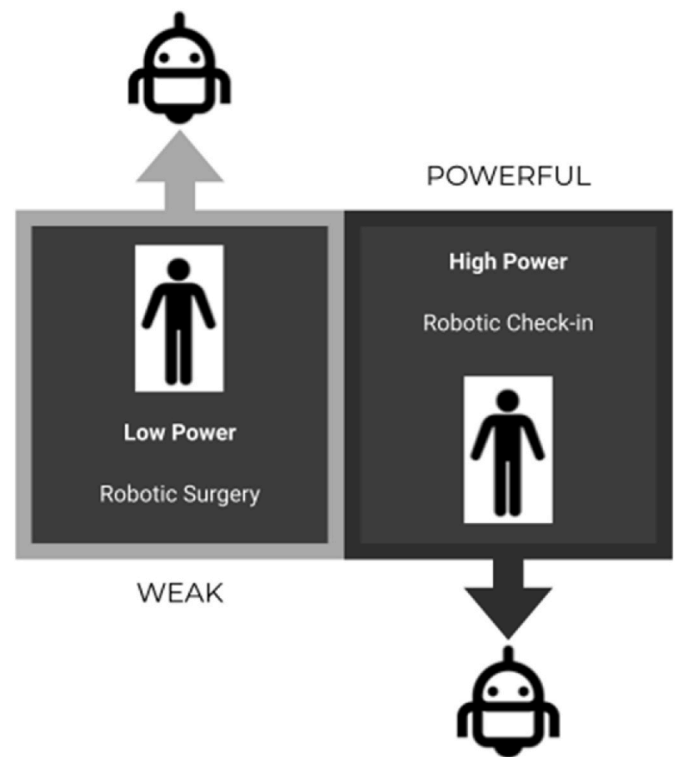 POWERFUL
High Power
Robotic Check-in
Low Power
Robotic Surgery
WEAK